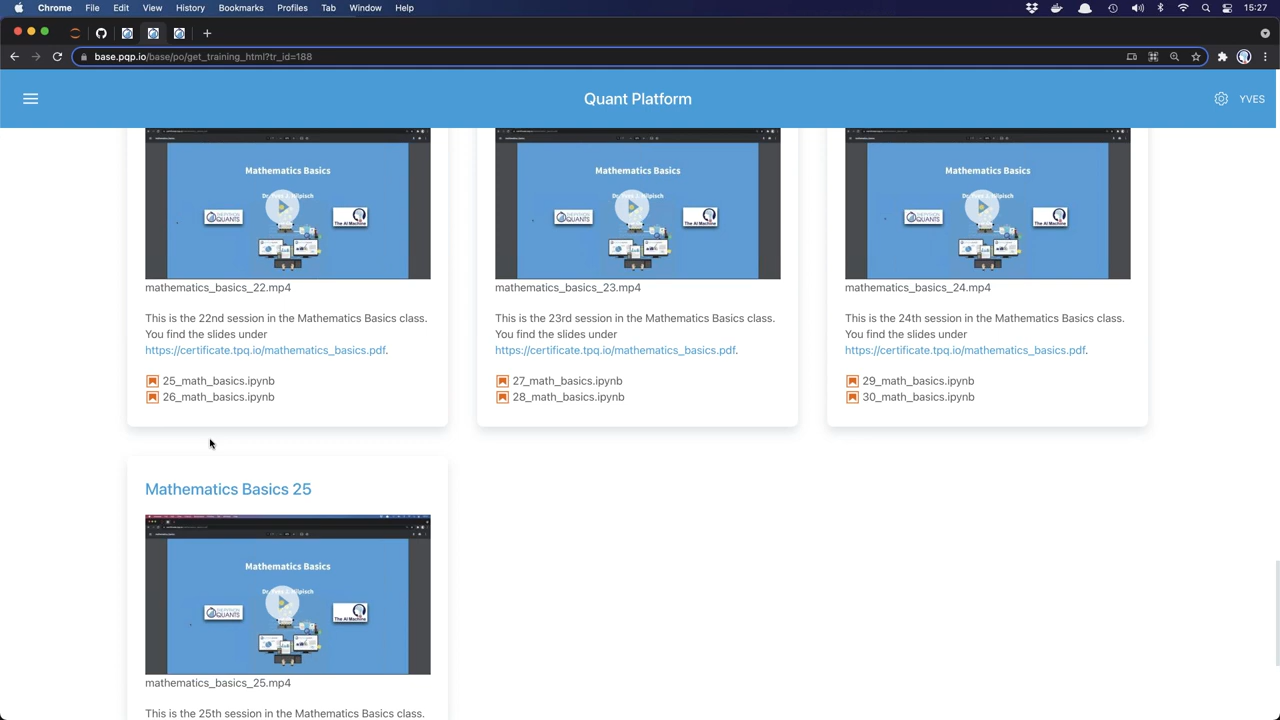 Chrome File Edit View History Bookmarks Profiles Tab Window Help 15:27
base.pqp.io/base/po/get_training_html?tr_id=188
Quant Platform
YVES
Mathematics Basics
Mathematics Basics
Mathematics Basics
mathematics_basics_22.mp4
This is the 22nd session in the Mathematics Basics class.
You find the slides under
https://certificate.tpq.io/mathematics_basics.pdf.
25_math_basics.ipynb
26_math_basics.ipynb
mathematics_basics_23.mp4
This is the 23rd session in the Mathematics Basics class.
You find the slides under
https://certificate.tpq.io/mathematics_basics.pdf.
27_math_basics.ipynb
28_math_basics.ipynb
mathematics_basics_24.mp4
This is the 24th session in the Mathematics Basics class.
You find the slides under
https://certificate.tpq.io/mathematics_basics.pdf.
29_math_basics.ipynb
30_math_basics.ipynb
Mathematics Basics 25
Mathematics Basics
The AI Machine
mathematics_basics_25.mp4
This is the 25th session in the Mathematics Basics class.